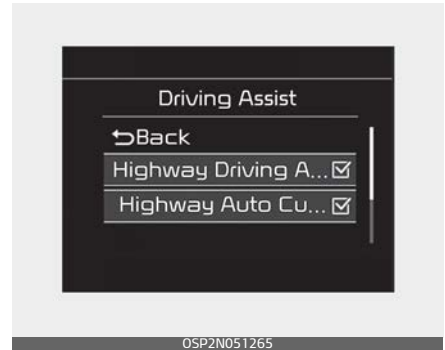 Driving Assist
Back
Highway Driving A...
Highway Auto Cu...
OSP2N051265